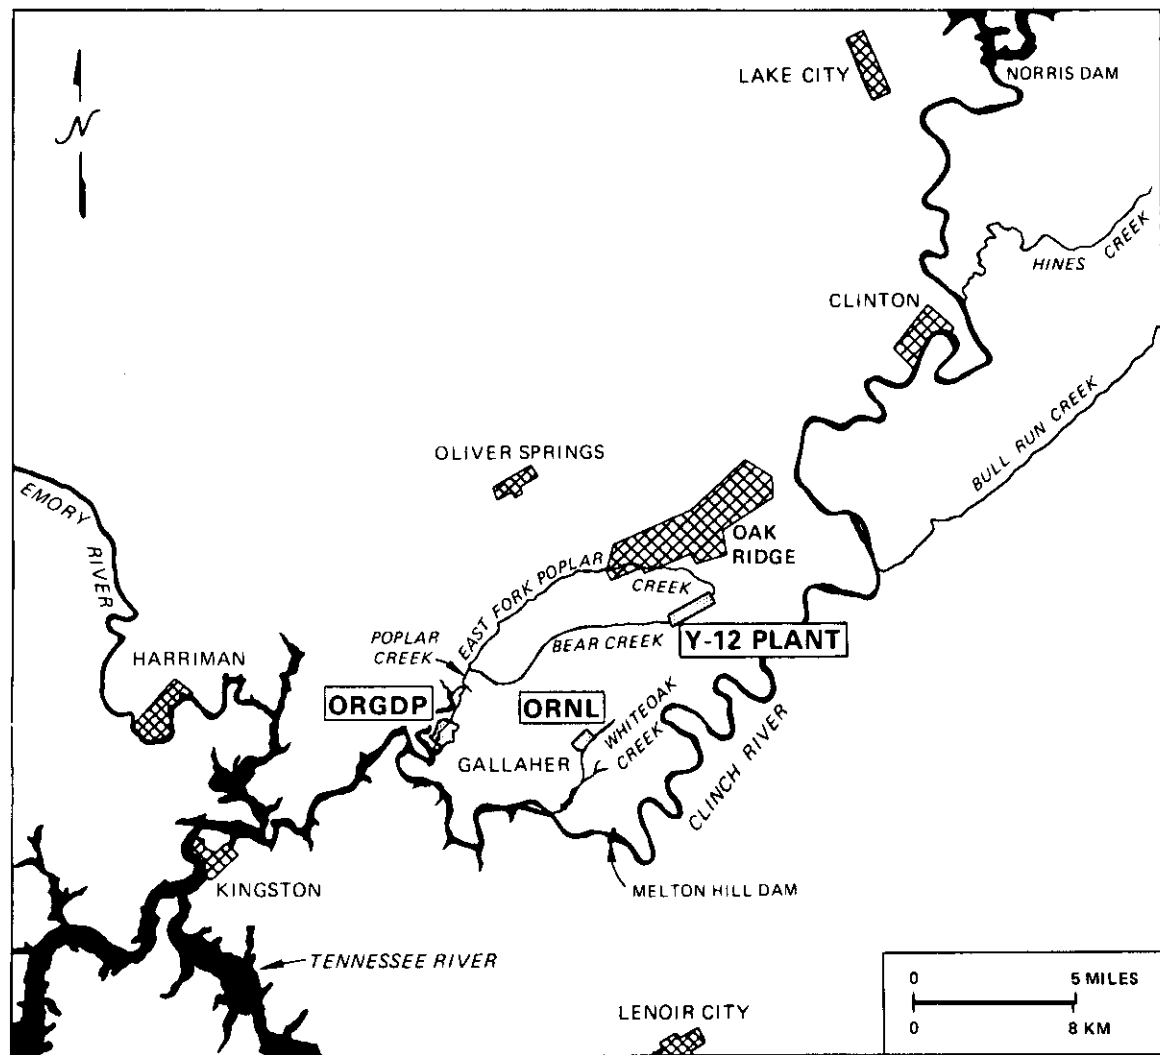 LAKE CITY
NORRIS DAM
N
HINES
CREEK
CLINTON
BULL RUN CREEK
OLIVER SPRINGS
EMORY
RIVER
OAK
RIDGE
EAST FORK POPLAR
CREEK
POPLAR
CREEK
BEAR CREEK
Y-12 PLANT
HARRIMAN
ORGDP
ORNL
WHITEOAK
CREEK
GALLAHER
CLINCH RIVER
KINGSTON
MELTON HILL DAM
TENNESSEE RIVER
LENOIR CITY
0 5 MILES
0 8 KM